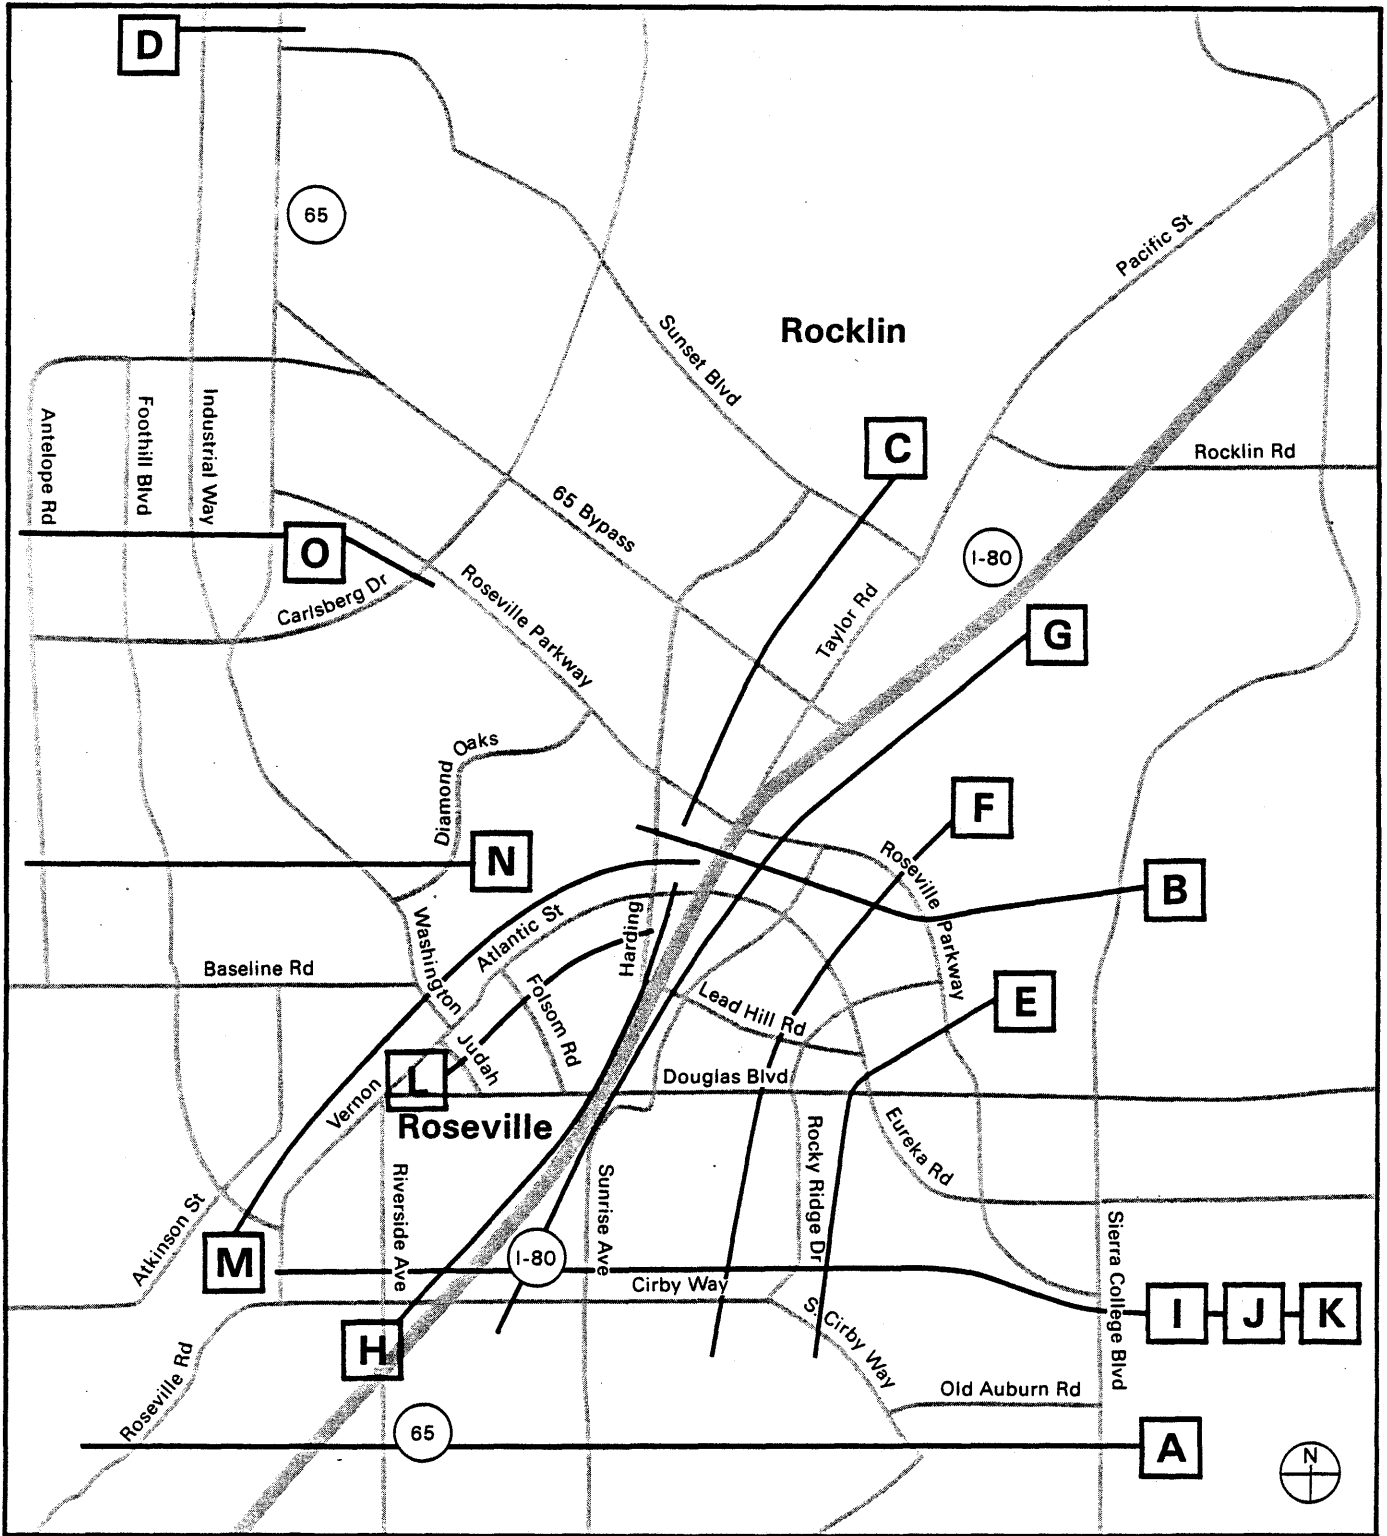 D
65
Pacific St
Rocklin
Sunset Blvd
Antelope Rd
Foothill Blvd
Industrial Way
C
Rocklin Rd
65 Bypass
O
I-80
Carlsberg Dr
Roseville Parkway
Taylor Rd
G
Diamond Oaks
F
N
Roseville Parkway
B
Washington
Atlantic St
Harding
Baseline Rd
Folsom Rd
Lead Hill Rd
E
Judah
L
Vernon
Douglas Blvd
Roseville
Eureka Rd
Rocky Ridge Dr
Riverside Ave
Sunrise Ave
Atkinson St
M
I-80
Cirby Way
Sierra College Blvd
I J K
S. Cirby Way
H
Roseville Rd
Old Auburn Rd
65
A
N